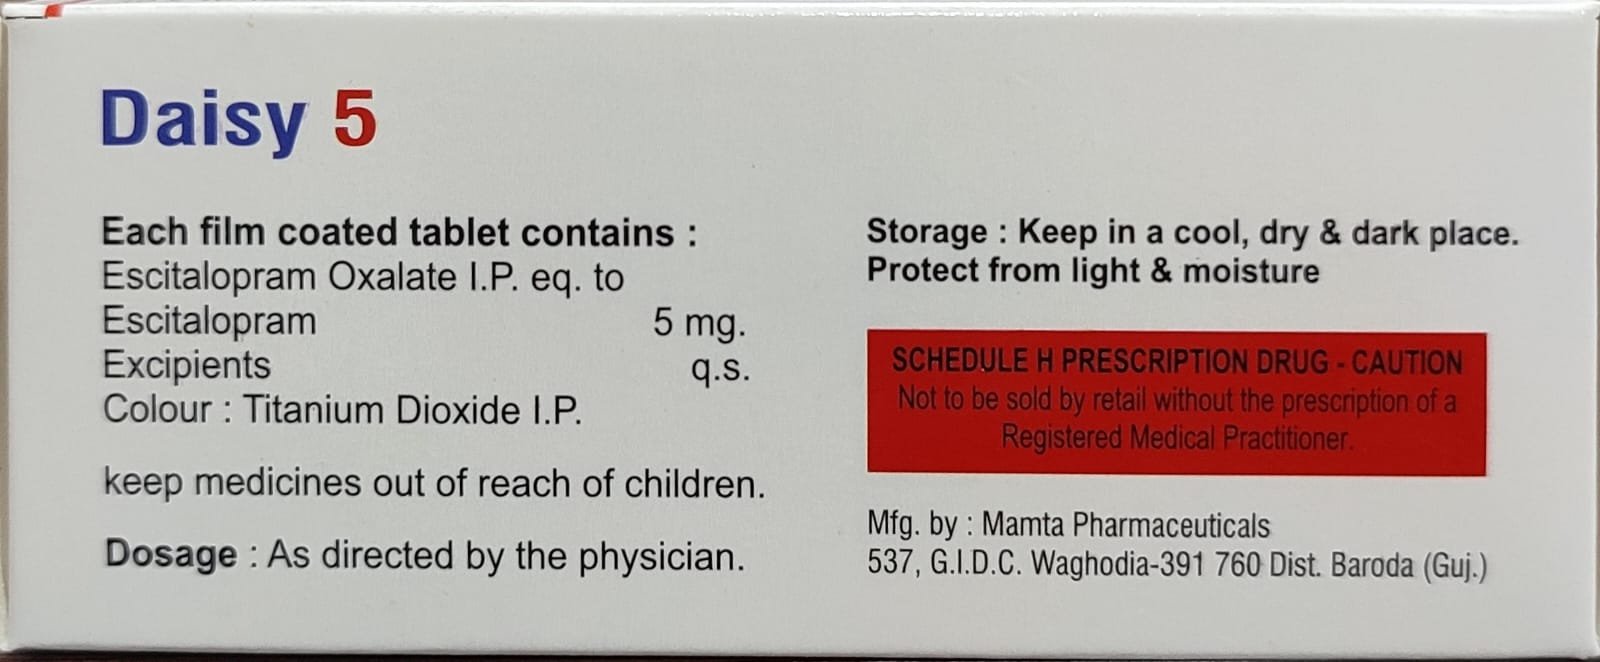 Daisy 5
Each film coated tablet contains :
Escitalopram Oxalate I.P. eq. to
Escitalopram 5 mg.
Excipients q.s.
Colour : Titanium Dioxide I.P.
keep medicines out of reach of children.
Dosage : As directed by the physician.
Storage : Keep in a cool, dry & dark place.
Protect from light & moisture
SCHEDULE H PRESCRIPTION DRUG - CAUTION
Not to be sold by retail without the prescription of a
Registered Medical Practitioner.
Mfg. by : Mamta Pharmaceuticals
537, G.I.D.C. Waghodia-391 760 Dist. Baroda (Guj.)